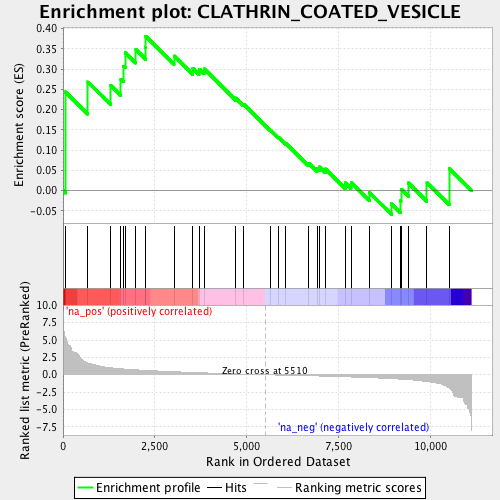 Enrichment plot: CLATHRIN_COATED_VESICLE
Enrichment score (ES)
0.40
0.35
0.30
0.25
0.20
0.15
0.10
0.05
0.00
-0.05
'na_pos' (positively correlated)
Ranked list metric (PreRanked)
10.0
7.5
5.0
2.5
0.0
-2.5
-5.0
-7.5
Zero cross at 5510
'na_neg' (negatively correlated)
0 2,500 5,000 7,500 10,000
Rank in Ordered Dataset
Enrichment profile Hits Ranking metric scores